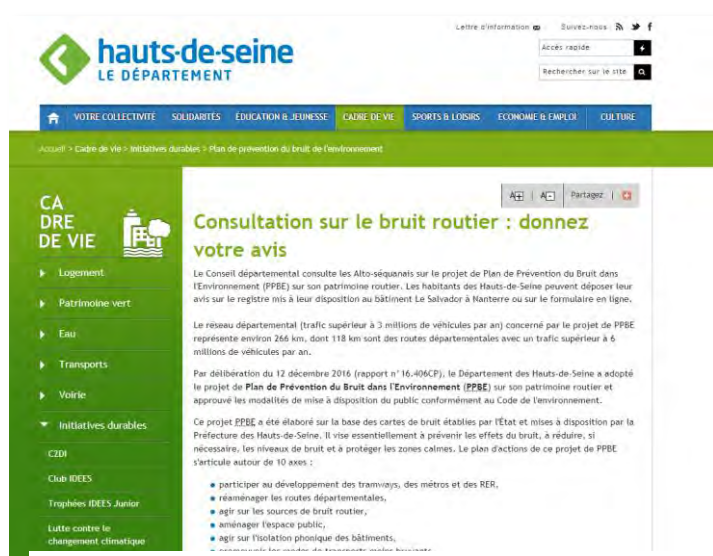 Lettre d'information Suivez-nous
hauts-de-seine
LE DÉPARTEMENT
Accès rapide
Rechercher sur le site
VOTRE COLLECTIVITÉ SOLIDARITÉS ÉDUCATION & JEUNESSE CADRE DE VIE SPORTS & LOISIRS ECONOMIE & EMPLOI CULTURE
Accueil > Cadre de vie > Initiatives durables > Plan de prévention du bruit de l'environnement
A+ | A- Partagez |
CA
DRE
DE VIE
Logement
Patrimoine vert
Eau
Transports
Voirie
Initiatives durables
C2DI
Club IDEES
Trophées IDEES Junior
Lutte contre le
changement climatique
Consultation sur le bruit routier : donnez
votre avis
Le Conseil départemental consulte les Alto-séquanais sur le projet de Plan de Prévention du Bruit dans
l'Environnement (PPBE) sur son patrimoine routier. Les habitants des Hauts-de-Seine peuvent déposer leur
avis sur le registre mis à leur disposition au bâtiment Le Salvador à Nanterre ou sur le formulaire en ligne.
Le réseau départemental (trafic supérieur à 3 millions de véhicules par an) concerné par le projet de PPBE
représente environ 266 km, dont 118 km sont des routes départementales avec un trafic supérieur à 6
millions de véhicules par an.
Par délibération du 12 décembre 2016 (rapport n°16.406CP), le Département des Hauts-de-Seine a adopté
le projet de Plan de Prévention du Bruit dans l'Environnement (PPBE) sur son patrimoine routier et
approuvé les modalités de mise à disposition du public conformément au Code de l'environnement.
Ce projet PPBE a été élaboré sur la base des cartes de bruit établies par l'État et mises à disposition par la
Préfecture des Hauts-de-Seine. Il vise essentiellement à prévenir les effets du bruit, à réduire, si
nécessaire, les niveaux de bruit et à protéger les zones calmes. Le plan d'actions de ce projet de PPBE
s'articule autour de 10 axes :
participer au développement des tramways, des métros et des RER,
réaménager les routes départementales,
agir sur les sources de bruit routier,
aménager l'espace public,
agir sur l'isolation phonique des bâtiments,